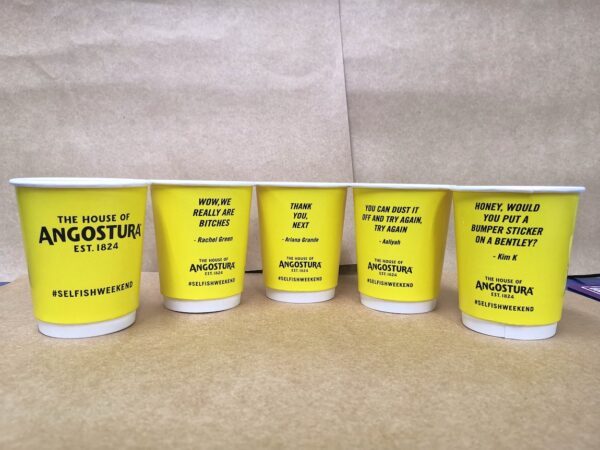 THE HOUSE OF
ANGOSTURA
EST. 1824
#SELFISHWEEKEND
WOW, WE
REALLY ARE
BITCHES
- Rachel Green
THE HOUSE OF
ANGOSTURA
EST. 1824
#SELFISHWEEKEND
THANK
YOU,
NEXT
- Ariana Grande
THE HOUSE OF
ANGOSTURA
EST. 1824
#SELFISHWEEKEND
YOU CAN DUST IT
OFF AND TRY AGAIN,
TRY AGAIN
- Aaliyah
THE HOUSE OF
ANGOSTURA
EST. 1824
#SELFISHWEEKEND
HONEY, WOULD
YOU PUT A
BUMPER STICKER
ON A BENTLEY?
- Kim K
THE HOUSE OF
ANGOSTURA
EST. 1824
#SELFISHWEEKEND